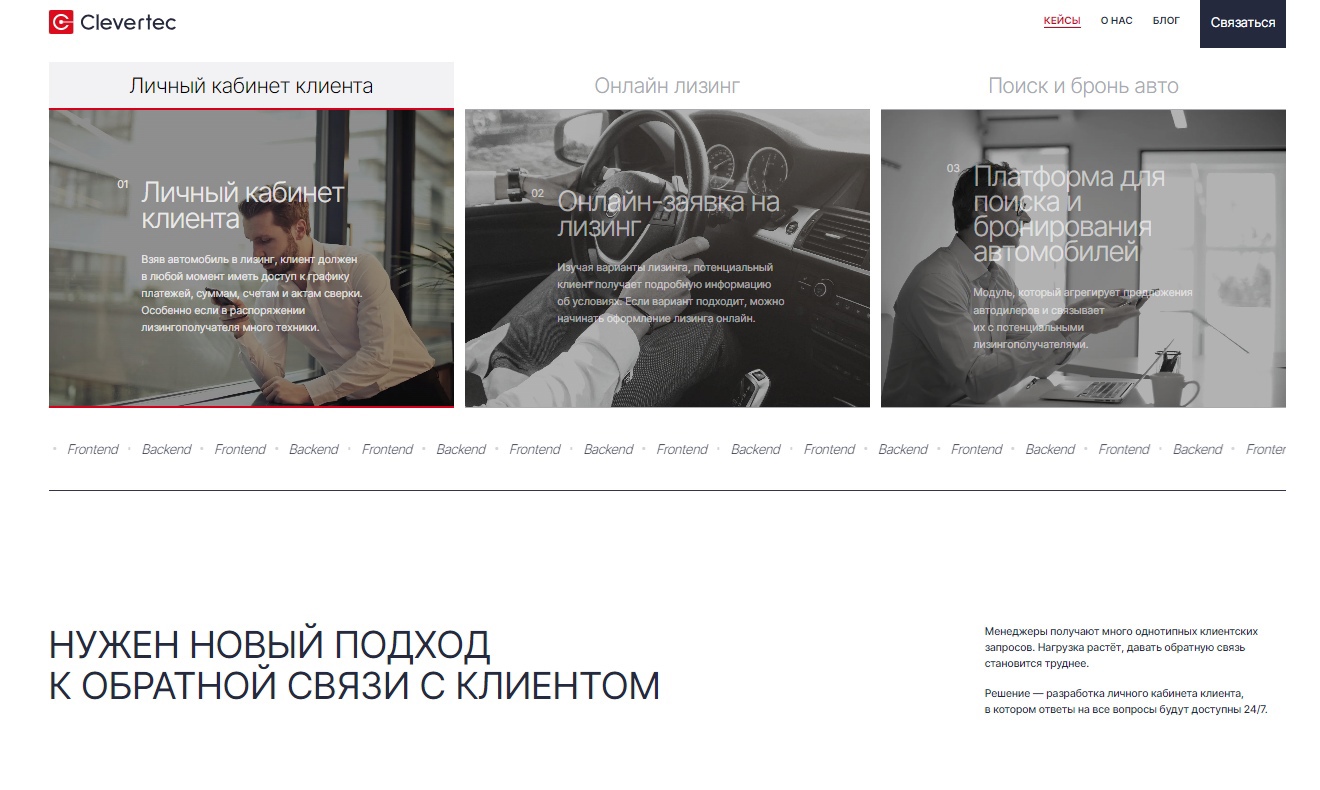 Clevertec
КЕЙСЫ О НАС БЛОГ Связаться
Личный кабинет клиента
Онлайн лизинг
Поиск и бронь авто
01
Личный кабинет
клиента
Взяв автомобиль в лизинг, клиент должен
в любой момент иметь доступ к графику
платежей, суммам, счетам и актам сверки.
Особенно если в распоряжении
лизингополучателя много техники.
02
Онлайн-заявка на
лизинг
Изучая варианты лизинга, потенциальный
клиент получает подробную информацию
об условиях. Если вариант подходит, можно
начинать оформление лизинга онлайн.
03
Платформа для
поиска и
бронирования
автомобилей
Модуль, который агрегирует предложения
автодилеров и связывает
их с потенциальными
лизингополучателями.
· Frontend · Backend · Frontend · Backend · Frontend · Backend · Frontend · Backend · Frontend · Backend · Frontend · Backend · Frontend · Backend · Frontend · Backend · Fronter
НУЖЕН НОВЫЙ ПОДХОД
К ОБРАТНОЙ СВЯЗИ С КЛИЕНТОМ
Менеджеры получают много однотипных клиентских
запросов. Нагрузка растёт, давать обратную связь
становится труднее.
Решение — разработка личного кабинета клиента,
в котором ответы на все вопросы будут доступны 24/7.